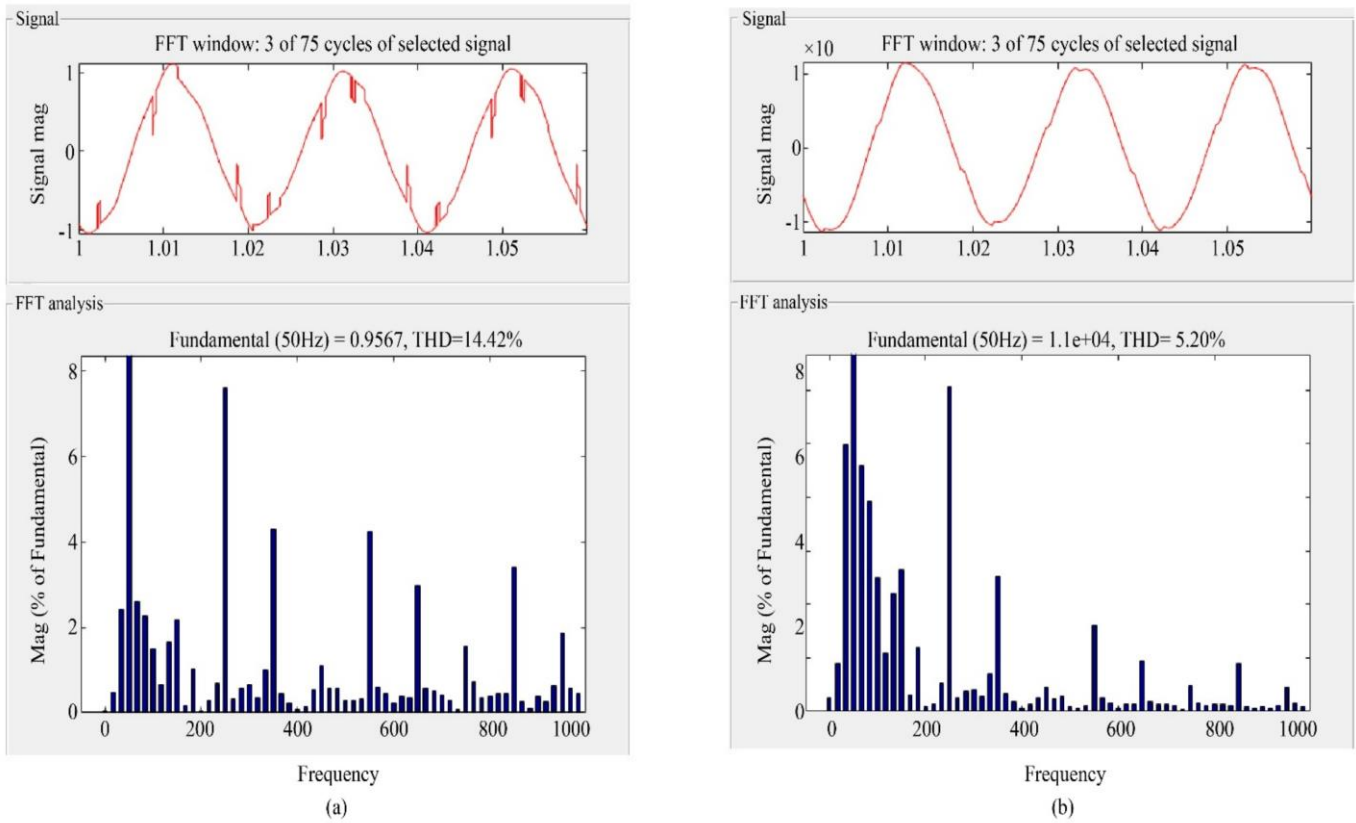 Signal
FFT window: 3 of 75 cycles of selected signal
Signal mag
1
0
-1
1 1.01 1.02 1.03 1.04 1.05
FFT analysis
Fundamental (50Hz) = 0.9567, THD=14.42%
Mag (% of Fundamental)
8
6
4
2
0
0 200 400 600 800 1000
Frequency
(a)
Signal
×10 FFT window: 3 of 75 cycles of selected signal
Signal mag
1
0
-1
1 1.01 1.02 1.03 1.04 1.05
FFT analysis
Fundamental (50Hz) = 1.1e+04, THD= 5.20%
Mag (% of Fundamental)
8
6
4
2
0
0 200 400 600 800 1000
Frequency
(b)